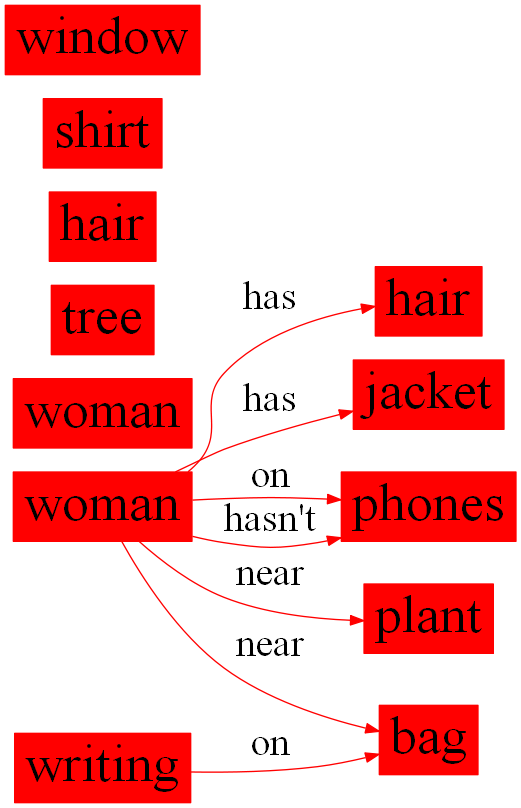 window
shirt
hair
tree
woman
woman
writing
has
has
on
hasn't
near
near
on
hair
jacket
phones
plant
bag